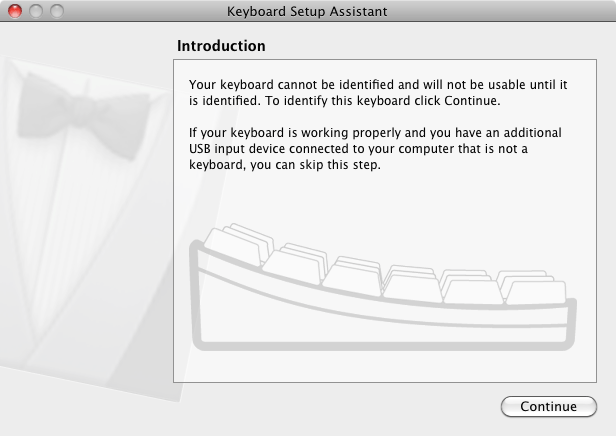 Keyboard Setup Assistant
Introduction
Your keyboard cannot be identified and will not be usable until it
is identified. To identify this keyboard click Continue.
If your keyboard is working properly and you have an additional
USB input device connected to your computer that is not a
keyboard, you can skip this step.
Continue